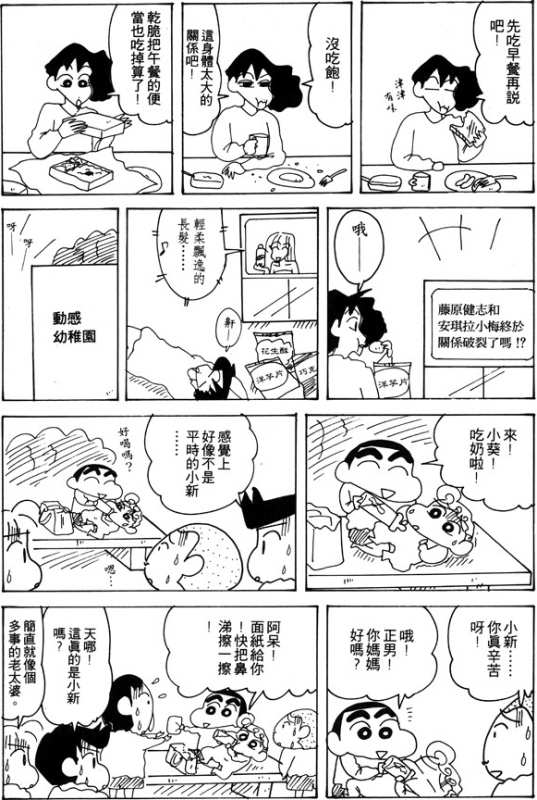 先吃早餐再說
吧！
津津
有味
沒吃飽！
這身體太大的
關係吧！
乾脆把午餐的便
當也吃掉算了！
藤原健志和
安琪拉小梅終於
關係破裂了嗎!?
哦——
洋芋片
輕柔飄逸的
長髮……
鼾——
花生酥
洋芋片
巧克
呀——
呀——
動感
幼稚園
來！
小葵！
吃奶啦！
感覺上
好像不是
平時的小新
……
好喝嗎？
嗯…
小新……
你真辛苦
呀！
哦！
正男！
你媽媽
好嗎？
阿呆！
面紙給你
！快把鼻
涕擦一擦
！
天哪！
這真的是小新
嗎？
簡直就像個
多事的老太婆。